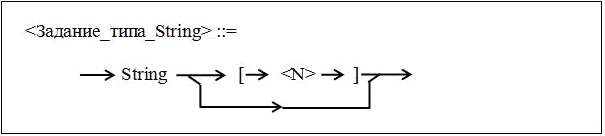 <Задание_типа_String> ::=
String [ <N> ]